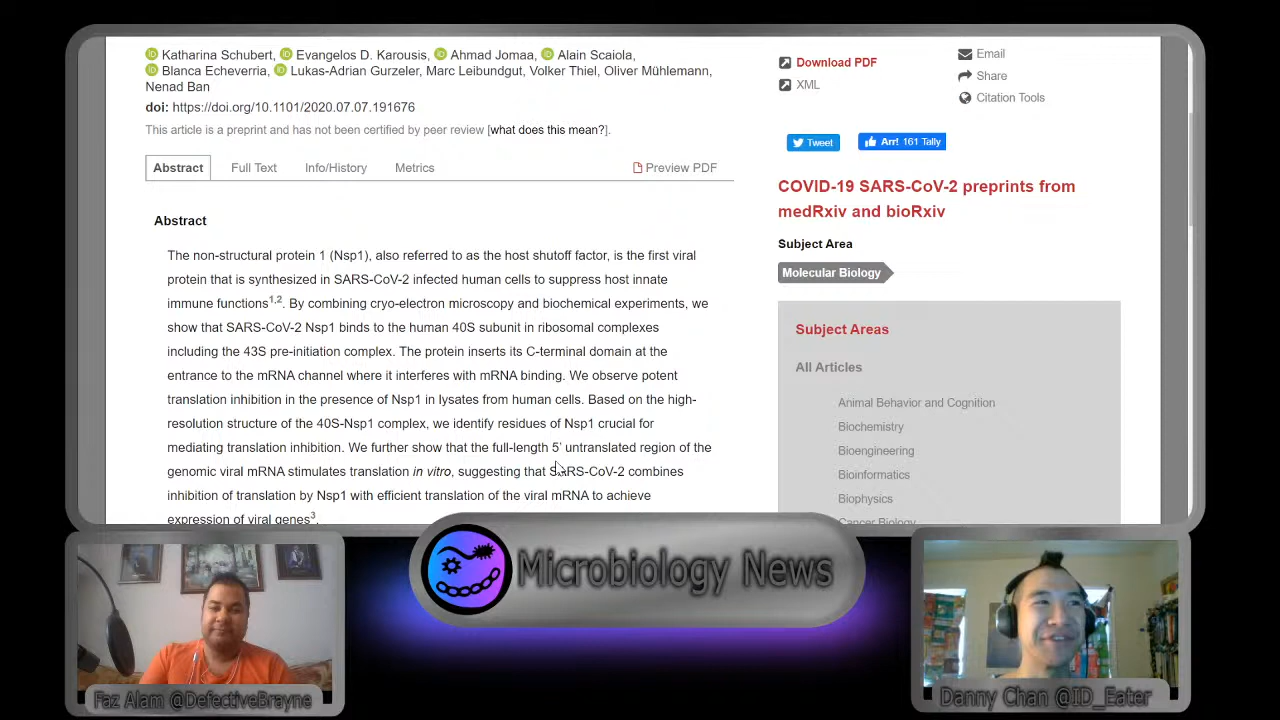 Katharina Schubert, Evangelos D. Karousis, Ahmad Jomaa, Alain Scaiola,
Blanca Echeverria, Lukas-Adrian Gurzeler, Marc Leibundgut, Volker Thiel, Oliver Mühlemann,
Nenad Ban
doi: https://doi.org/10.1101/2020.07.07.191676
This article is a preprint and has not been certified by peer review [what does this mean?].
Abstract Full Text Info/History Metrics Preview PDF
Abstract
The non-structural protein 1 (Nsp1), also referred to as the host shutoff factor, is the first viral
protein that is synthesized in SARS-CoV-2 infected human cells to suppress host innate
immune functions1,2. By combining cryo-electron microscopy and biochemical experiments, we
show that SARS-CoV-2 Nsp1 binds to the human 40S subunit in ribosomal complexes
including the 43S pre-initiation complex. The protein inserts its C-terminal domain at the
entrance to the mRNA channel where it interferes with mRNA binding. We observe potent
translation inhibition in the presence of Nsp1 in lysates from human cells. Based on the high-
resolution structure of the 40S-Nsp1 complex, we identify residues of Nsp1 crucial for
mediating translation inhibition. We further show that the full-length 5’ untranslated region of the
genomic viral mRNA stimulates translation in vitro, suggesting that SARS-CoV-2 combines
inhibition of translation by Nsp1 with efficient translation of the viral mRNA to achieve
expression of viral genes3.
Download PDF
XML
Email
Share
Citation Tools
Tweet
Arr! 161 Tally
COVID-19 SARS-CoV-2 preprints from
medRxiv and bioRxiv
Subject Area
Molecular Biology
Subject Areas
All Articles
Animal Behavior and Cognition
Biochemistry
Bioengineering
Bioinformatics
Biophysics
Cancer Biology
iD
iD
iD
iD
iD
iD
Microbiology News
Faz Alam @DefectiveBrayne
Danny Chan @ID_Eater